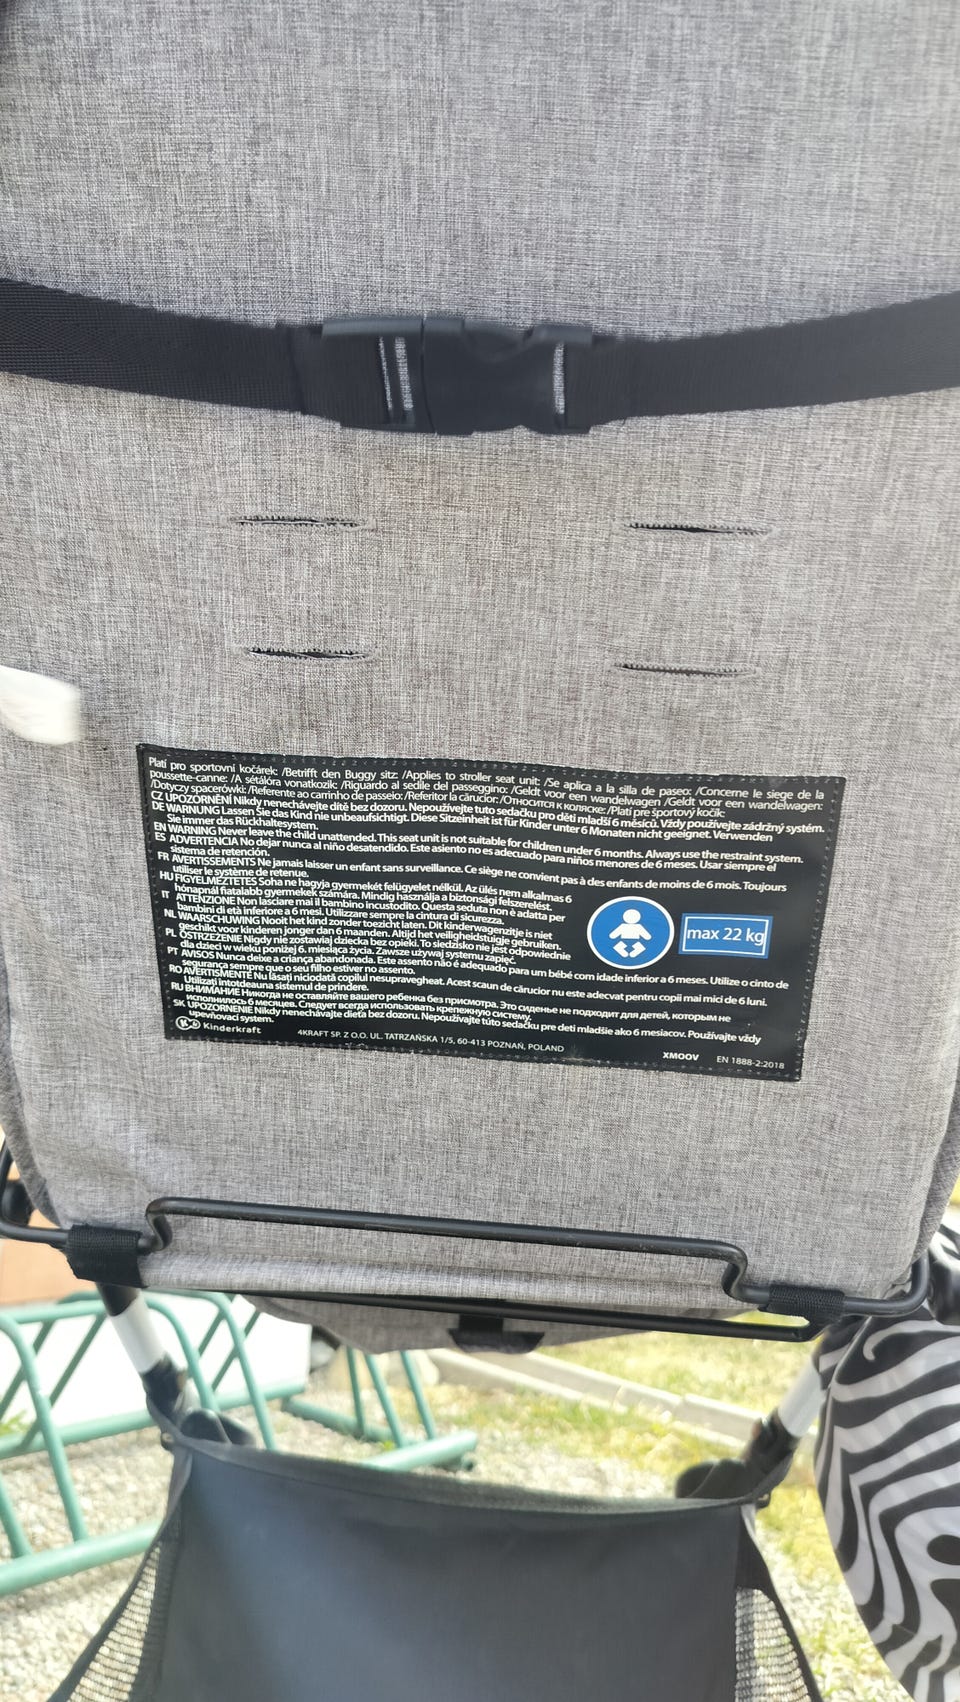 Platí pro sportovní kočárek: /Betrifft den Buggy sitz: /Applies to stroller seat unit: /Se aplica a la silla de paseo: /Concerne le siege de la
poussette-canne: /A sétálóra vonatkozik: /Riguardo al sedile del passeggino: /Geldt voor een wandelwagen /Geldt voor een wandelwagen:
/Dotyczy spacerówki: /Referente ao carrinho de passeio: /Referitor la cărucior: /Относится к коляске: /Platí pre športový kočík:
CZ UPOZORNĚNÍ Nikdy nenechávejte dítě bez dozoru. Nepoužívejte tuto sedačku pro děti mladší 6 měsíců. Vždy používejte zádržný systém.
DE WARNUNG Lassen Sie das Kind nie unbeaufsichtigt. Diese Sitzeinheit ist für Kinder unter 6 Monaten nicht geeignet. Verwenden
Sie immer das Rückhaltesystem.
EN WARNING Never leave the child unattended. This seat unit is not suitable for children under 6 months. Always use the restraint system.
ES ADVERTENCIA No dejar nunca al niño desatendido. Este asiento no es adecuado para niños menores de 6 meses. Usar siempre el
sistema de retención.
FR AVERTISSEMENTS Ne jamais laisser un enfant sans surveillance. Ce siège ne convient pas à des enfants de moins de 6 mois. Toujours
utiliser le système de retenue.
HU FIGYELMEZTETÉS Soha ne hagyja gyermekét felügyelet nélkül. Az ülés nem alkalmas 6
hónapnál fiatalabb gyermekek számára. Mindig használja a biztonsági felszerelést.
IT ATTENZIONE Non lasciare mai il bambino incustodito. Questa seduta non è adatta per
bambini di età inferiore a 6 mesi. Utilizzare sempre la cintura di sicurezza.
NL WAARSCHUWING Nooit het kind zonder toezicht laten. Dit kinderwagenzitje is niet
geschikt voor kinderen jonger dan 6 maanden. Altijd het veiligheidstuigje gebruiken.
PL OSTRZEŻENIE Nigdy nie zostawiaj dziecka bez opieki. To siedzisko nie jest odpowiednie
dla dzieci w wieku poniżej 6. miesiąca życia. Zawsze używaj systemu zapięć.
PT AVISOS Nunca deixe a criança abandonada. Este assento não é adequado para um bébé com idade inferior a 6 meses. Utilize o cinto de
segurança sempre que o seu filho estiver no assento.
RO AVERTISMENTE Nu lăsați niciodată copilul nesupravegheat. Acest scaun de cărucior nu este adecvat pentru copii mai mici de 6 luni.
Utilizați întotdeauna sistemul de prindere.
RU ВНИМАНИЕ Никогда не оставляйте вашего ребенка без присмотра. Это сиденье не подходит для детей, которым не
исполнилось 6 месяцев. Следует всегда использовать крепежную систему.
SK UPOZORNENIE Nikdy nenechávajte dieťa bez dozoru. Nepoužívajte túto sedačku pre deti mladšie ako 6 mesiacov. Používajte vždy
upevňovací systém.
max 22 kg
Kinderkraft 4KRAFT SP. Z O.O. UL. TATRZAŃSKA 1/5, 60-413 POZNAŃ, POLAND XMOOV EN 1888-2:2018